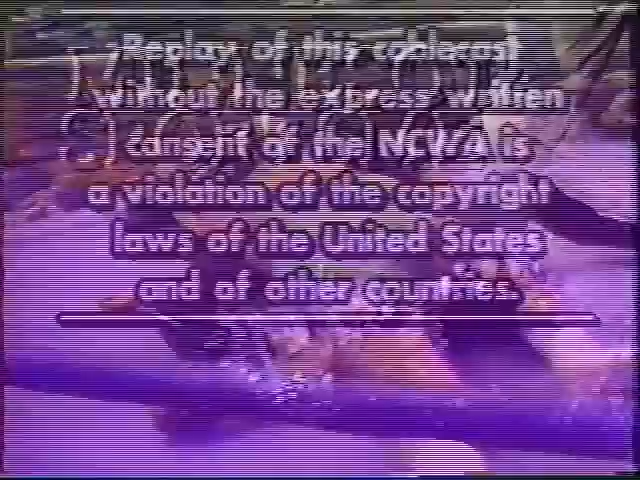 Replay of this cablecast
without the express written
consent of the NCWA is
a violation of the copyright
laws of the United States
and of other countries.